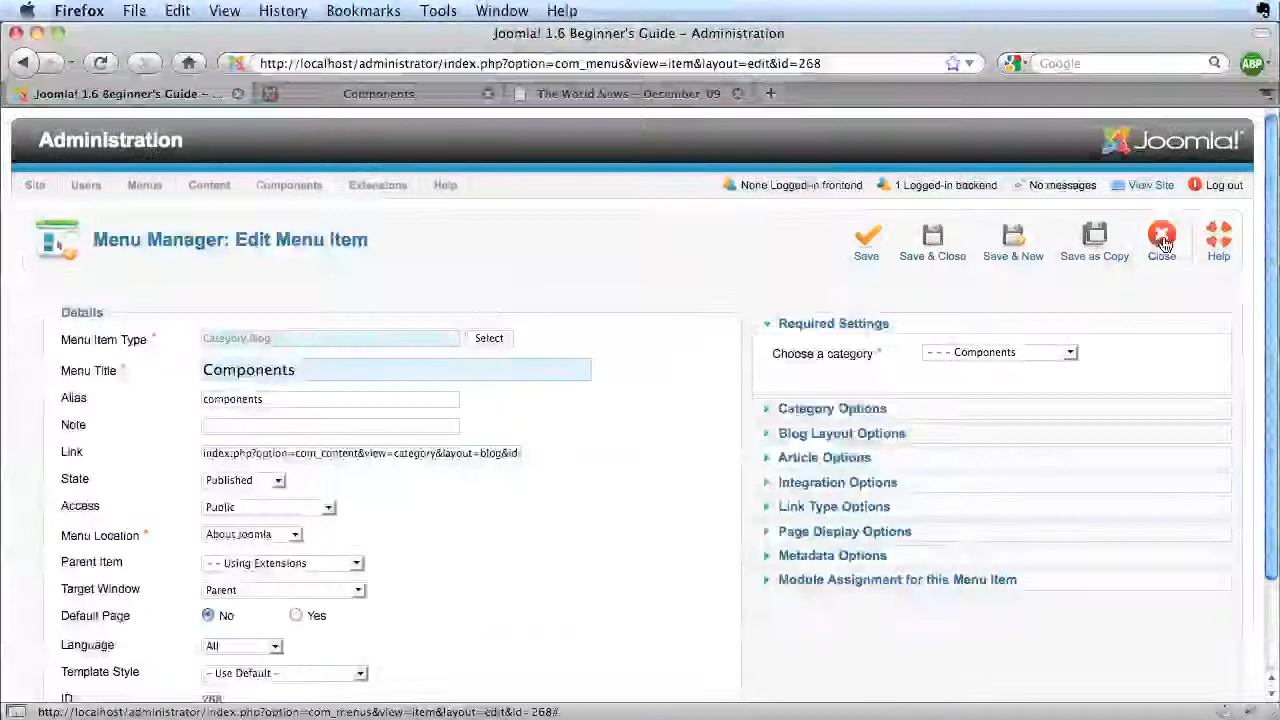 Firefox File Edit View History Bookmarks Tools Window Help
Joomla! 1.6 Beginner's Guide – Administration
http://localhost/administrator/index.php?option=com_menus&view=item&layout=edit&id=268
Google
ABP
Joomla! 1.6 Beginner's Guide – ...
Components
The World News – December '09
Administration
Joomla!
Site Users Menus Content Components Extensions Help
None Logged-in frontend 1 Logged-in backend No messages View Site Log out
Menu Manager: Edit Menu Item
Save Save & Close Save & New Save as Copy Close Help
Details
Menu Item Type * Category Blog Select
Menu Title * Components
Alias components
Note
Link index.php?option=com_content&view=category&layout=blog&id
State Published
Access Public
Menu Location * About Joomla
Parent Item - - Using Extensions
Target Window Parent
Default Page No Yes
Language All
Template Style - Use Default -
ID 268
Required Settings
Choose a category * - - - Components
Category Options
Blog Layout Options
Article Options
Integration Options
Link Type Options
Page Display Options
Metadata Options
Module Assignment for this Menu Item
http://localhost/administrator/index.php?option=com_menus&view=item&layout=edit&id=268#